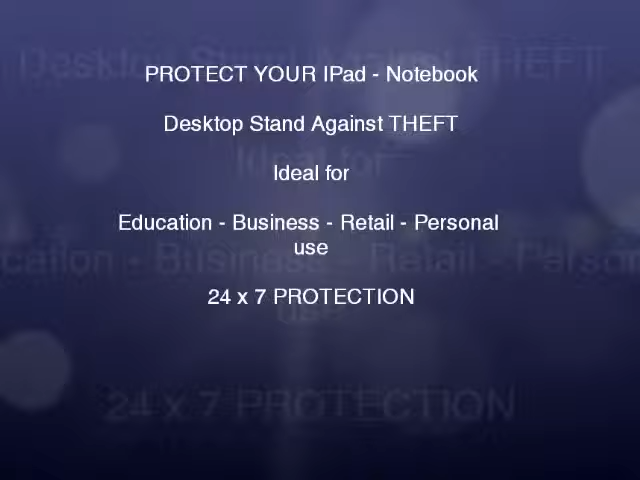 PROTECT YOUR IPad - Notebook
Desktop Stand Against THEFT
Ideal for
Education - Business - Retail - Personal
use
24 x 7 PROTECTION